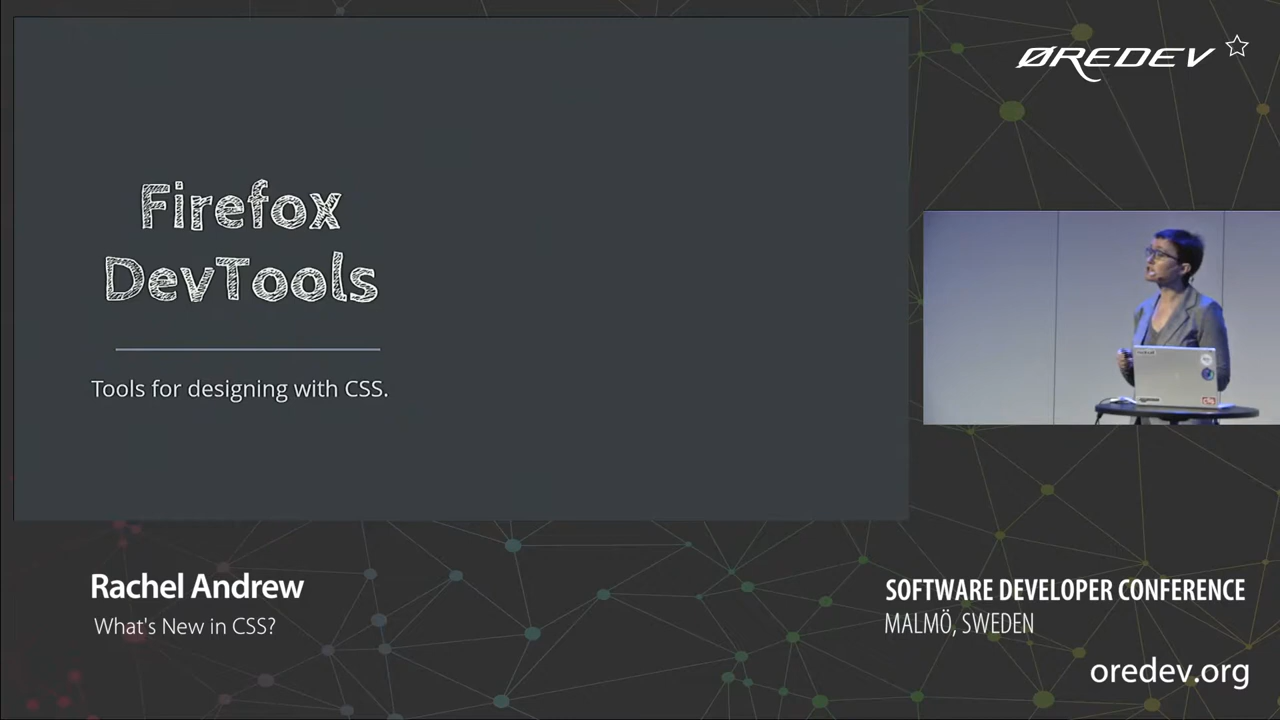 ØREDEV
Firefox
DevTools
Tools for designing with CSS.
Rachel Andrew
What's New in CSS?
SOFTWARE DEVELOPER CONFERENCE
MALMÖ, SWEDEN
oredev.org